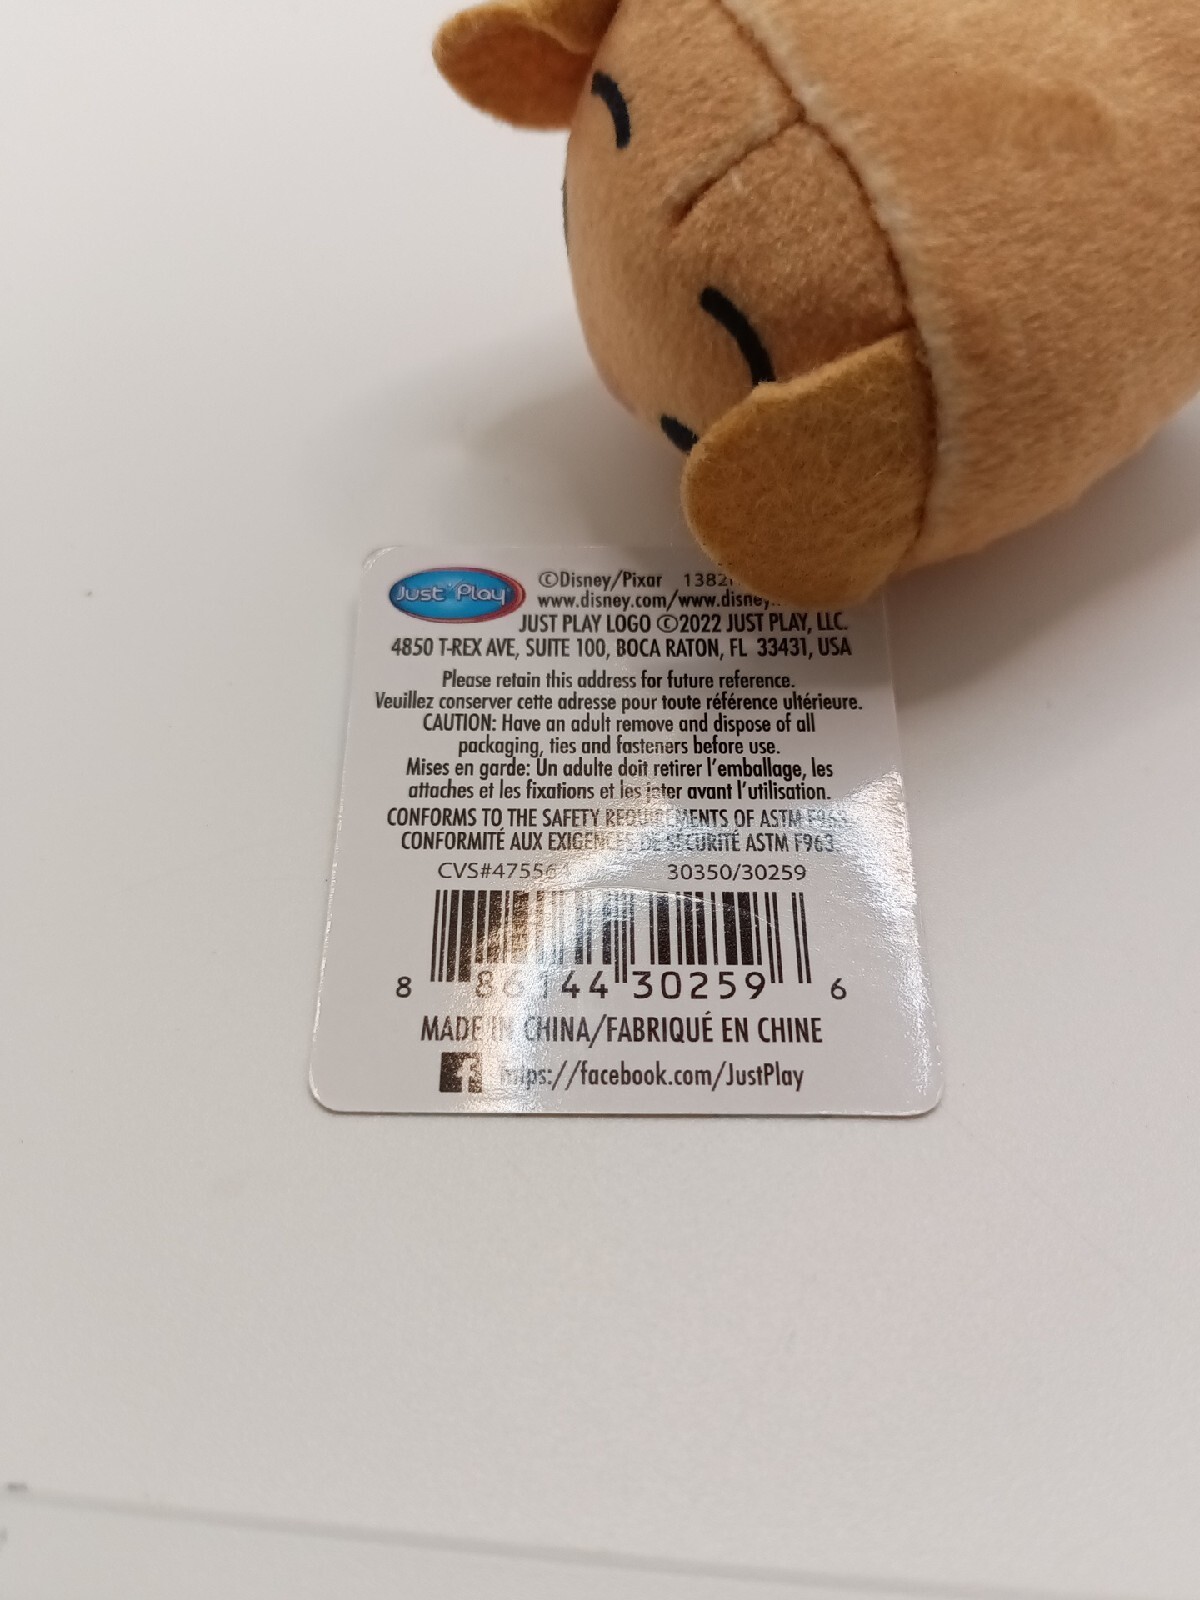 Just Play
©Disney/Pixar
www.disney.com/
JUST PLAY LOGO ©2022 JUST PLAY, LLC.
4850 T-REX AVE, SUITE 100, BOCA RATON, FL 33431, USA
Please retain this address for future reference.
Veuillez conserver cette adresse pour toute référence ultérieure.
CAUTION: Have an adult remove and dispose of all
packaging, ties and fasteners before use.
Mises en garde: Un adulte doit retirer l'emballage, les
attaches et les fixations et les jeter avant l'utilisation.
CONFORMS TO THE SAFETY REQUIREMENTS OF ASTM F963.
CONFORMITÉ AUX EXIGENCES DE SÉCURITÉ ASTM F963.
30350/30259
8 86144 30259 6
MADE IN CHINA/FABRIQUÉ EN CHINE
https://facebook.com/JustPlay